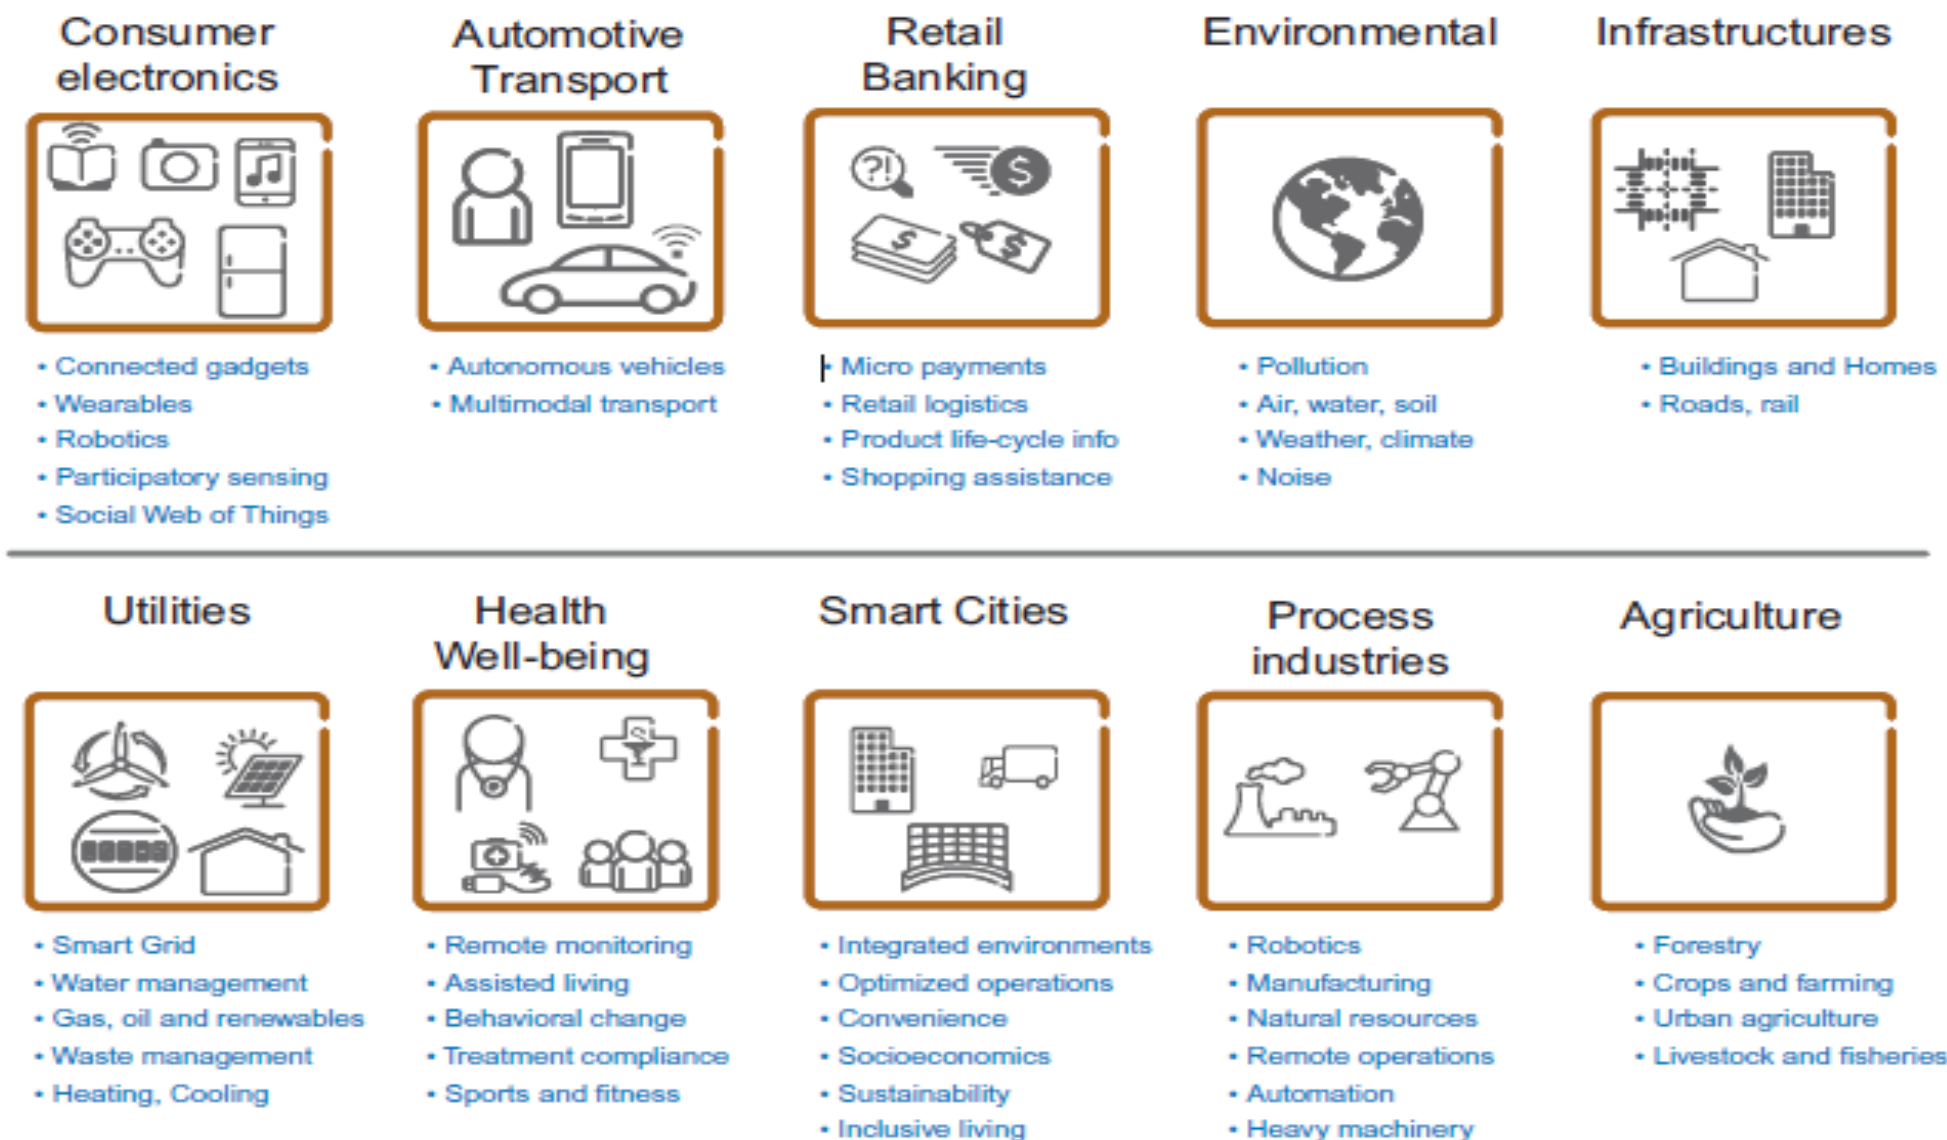 Consumer
electronics
Automotive
Transport
Retail
Banking
Environmental
Infrastructures
?!
$
$
$
• Connected gadgets
• Wearables
• Robotics
• Participatory sensing
• Social Web of Things
• Autonomous vehicles
• Multimodal transport
• Micro payments
• Retail logistics
• Product life-cycle info
• Shopping assistance
• Pollution
• Air, water, soil
• Weather, climate
• Noise
• Buildings and Homes
• Roads, rail
Utilities
Health
Well-being
Smart Cities
Process
industries
Agriculture
• Smart Grid
• Water management
• Gas, oil and renewables
• Waste management
• Heating, Cooling
• Remote monitoring
• Assisted living
• Behavioral change
• Treatment compliance
• Sports and fitness
• Integrated environments
• Optimized operations
• Convenience
• Socioeconomics
• Sustainability
• Inclusive living
• Robotics
• Manufacturing
• Natural resources
• Remote operations
• Automation
• Heavy machinery
• Forestry
• Crops and farming
• Urban agriculture
• Livestock and fisheries